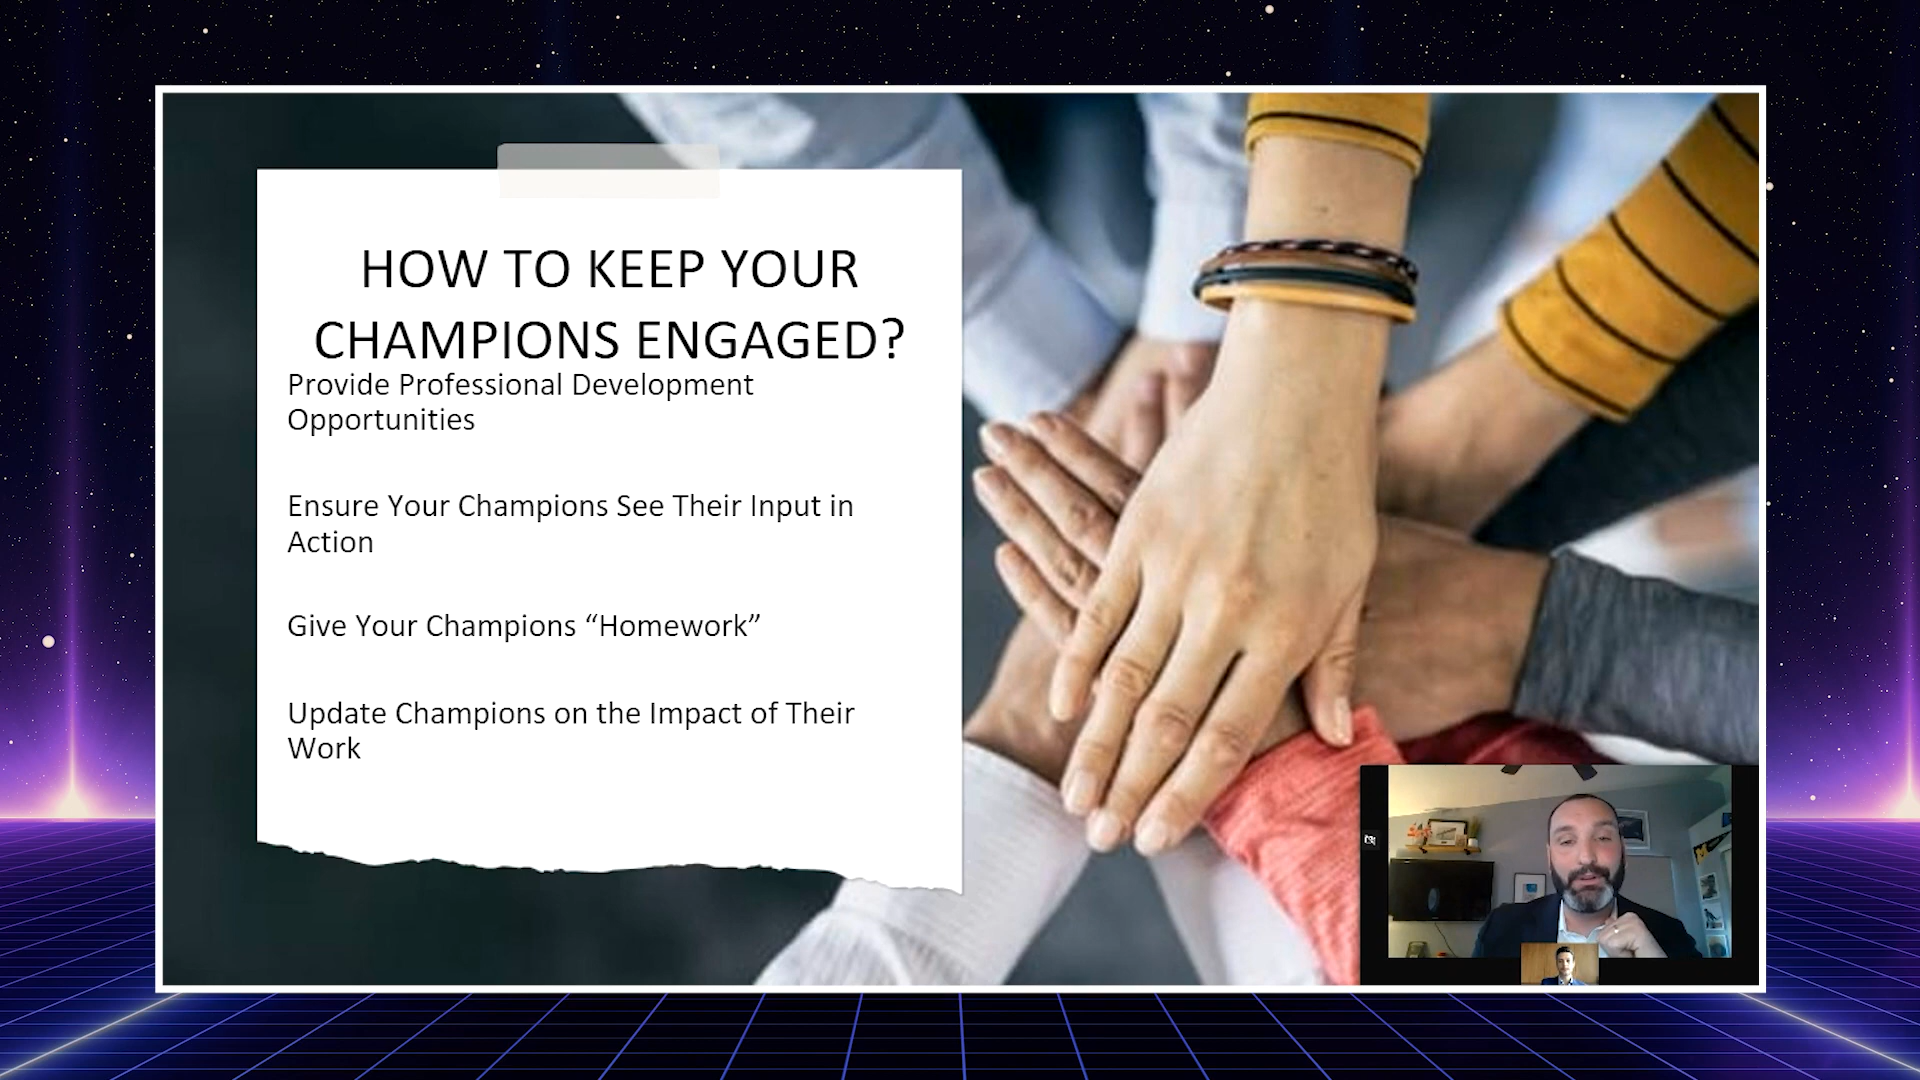 HOW TO KEEP YOUR
CHAMPIONS ENGAGED?
Provide Professional Development
Opportunities
Ensure Your Champions See Their Input in
Action
Give Your Champions “Homework”
Update Champions on the Impact of Their
Work